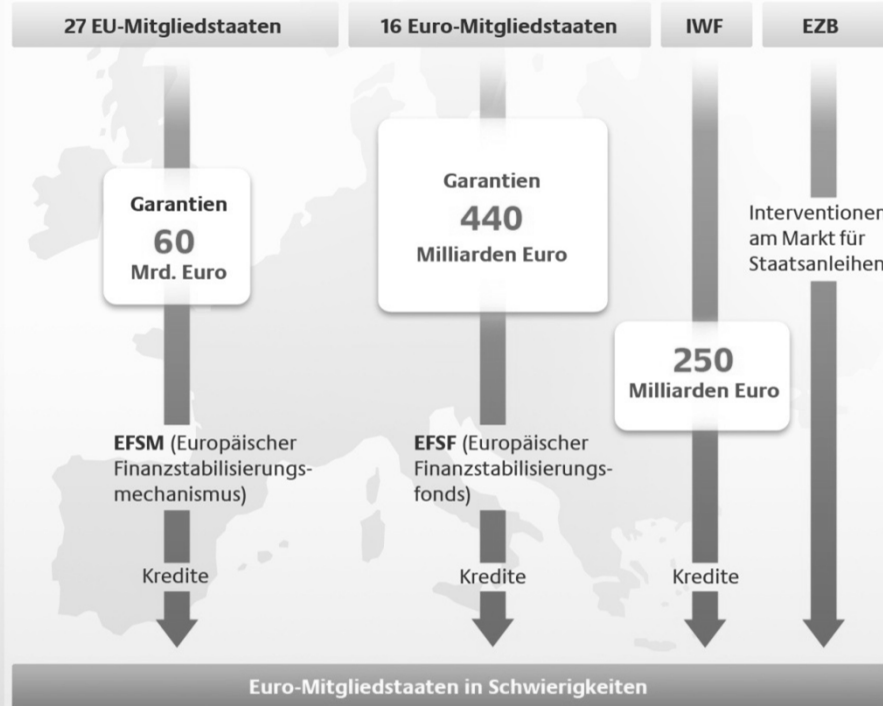 27 EU-Mitgliedstaaten
16 Euro-Mitgliedstaaten
IWF
EZB
Garantien
60
Mrd. Euro
Garantien
440
Milliarden Euro
250
Milliarden Euro
Interventionen
am Markt für
Staatsanleihen
EFSM (Europäischer
Finanzstabilisierungs-
mechanismus)
EFSF (Europäischer
Finanzstabilisierungs-
fonds)
Kredite
Kredite
Kredite
Euro-Mitgliedstaaten in Schwierigkeiten